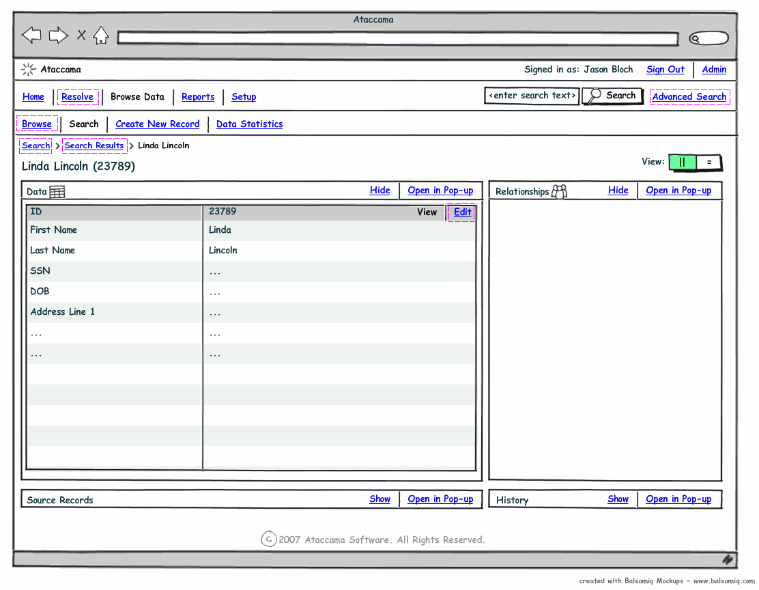 Ataccama
X
Ataccama Signed in as: Jason Bloch Sign Out Admin
Home Resolve Browse Data Reports Setup <enter search text> Search Advanced Search
Browse Search Create New Record Data Statistics
Search > Search Results > Linda Lincoln
Linda Lincoln (23789) View: || =
Data Hide Open in Pop-up Relationships Hide Open in Pop-up
ID 23789 View Edit
First Name Linda
Last Name Lincoln
SSN ...
DOB ...
Address Line 1 ...
... ...
... ...
Source Records Show Open in Pop-up History Show Open in Pop-up
© 2007 Ataccama Software. All Rights Reserved.
created with Balsamiq Mockups - www.balsamiq.com